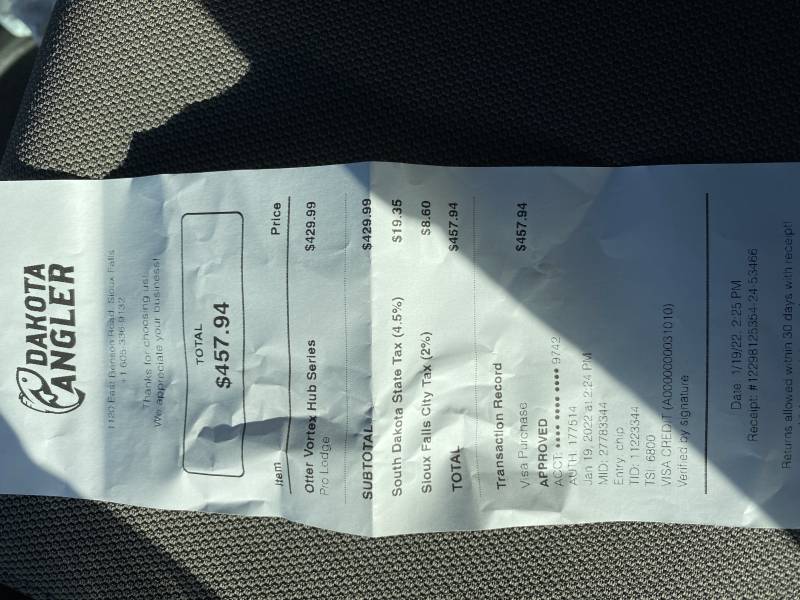 DAKOTA
ANGLER
1180 East Benson Road, Sioux Falls
+1 605-336-9132
Thanks for choosing us!
We appreciate your business!
TOTAL
$457.94
Item Price
Otter Vortex Hub Series $429.99
Pro Lodge
SUBTOTAL $429.99
South Dakota State Tax (4.5%) $19.35
Sioux Falls City Tax (2%) $8.60
TOTAL $457.94
Transaction Record
Visa Purchase $457.94
APPROVED
ACCT: •••• •••• •••• 9742
AUTH: 177514
Jan 19, 2022 at 2:24 PM
MID: 27783344
Entry: chip
TID: 11223344
TSI: 6800
VISA CREDIT (A0000000031010)
Verified by signature
Date 1/19/22 2:25 PM
Receipt: #12298125354-24-53466
Returns allowed within 30 days with receipt!